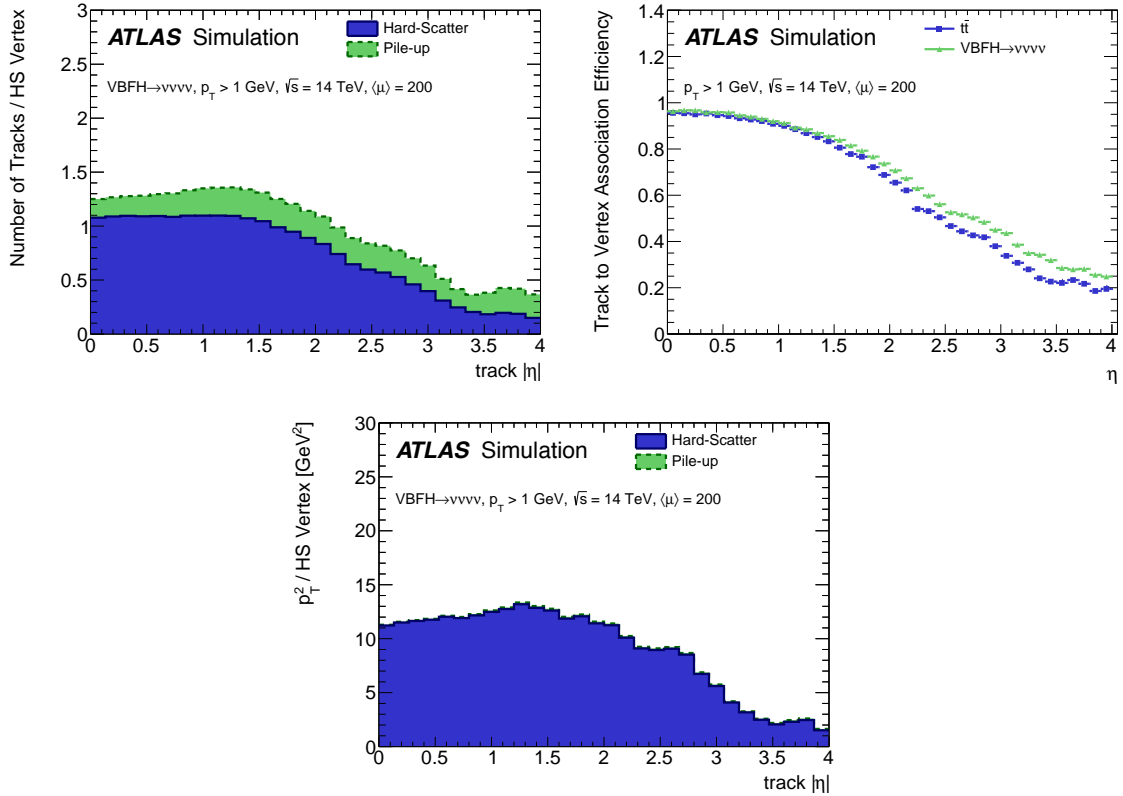 Number of Tracks / HS Vertex
3
2.5
2
1.5
1
0.5
0
ATLAS Simulation
Hard-Scatter
Pile-up
VBFH→νννν, p_T > 1 GeV, √s = 14 TeV, ⟨μ⟩ = 200
0 0.5 1 1.5 2 2.5 3 3.5 4
track |η|
Track to Vertex Association Efficiency
1.4
1.2
1
0.8
0.6
0.4
0.2
0
ATLAS Simulation
tt̄
VBFH→νννν
p_T > 1 GeV, √s = 14 TeV, ⟨μ⟩ = 200
0 0.5 1 1.5 2 2.5 3 3.5 4
η
p_T² / HS Vertex [GeV²]
30
25
20
15
10
5
0
ATLAS Simulation
Hard-Scatter
Pile-up
VBFH→νννν, p_T > 1 GeV, √s = 14 TeV, ⟨μ⟩ = 200
0 0.5 1 1.5 2 2.5 3 3.5 4
track |η|